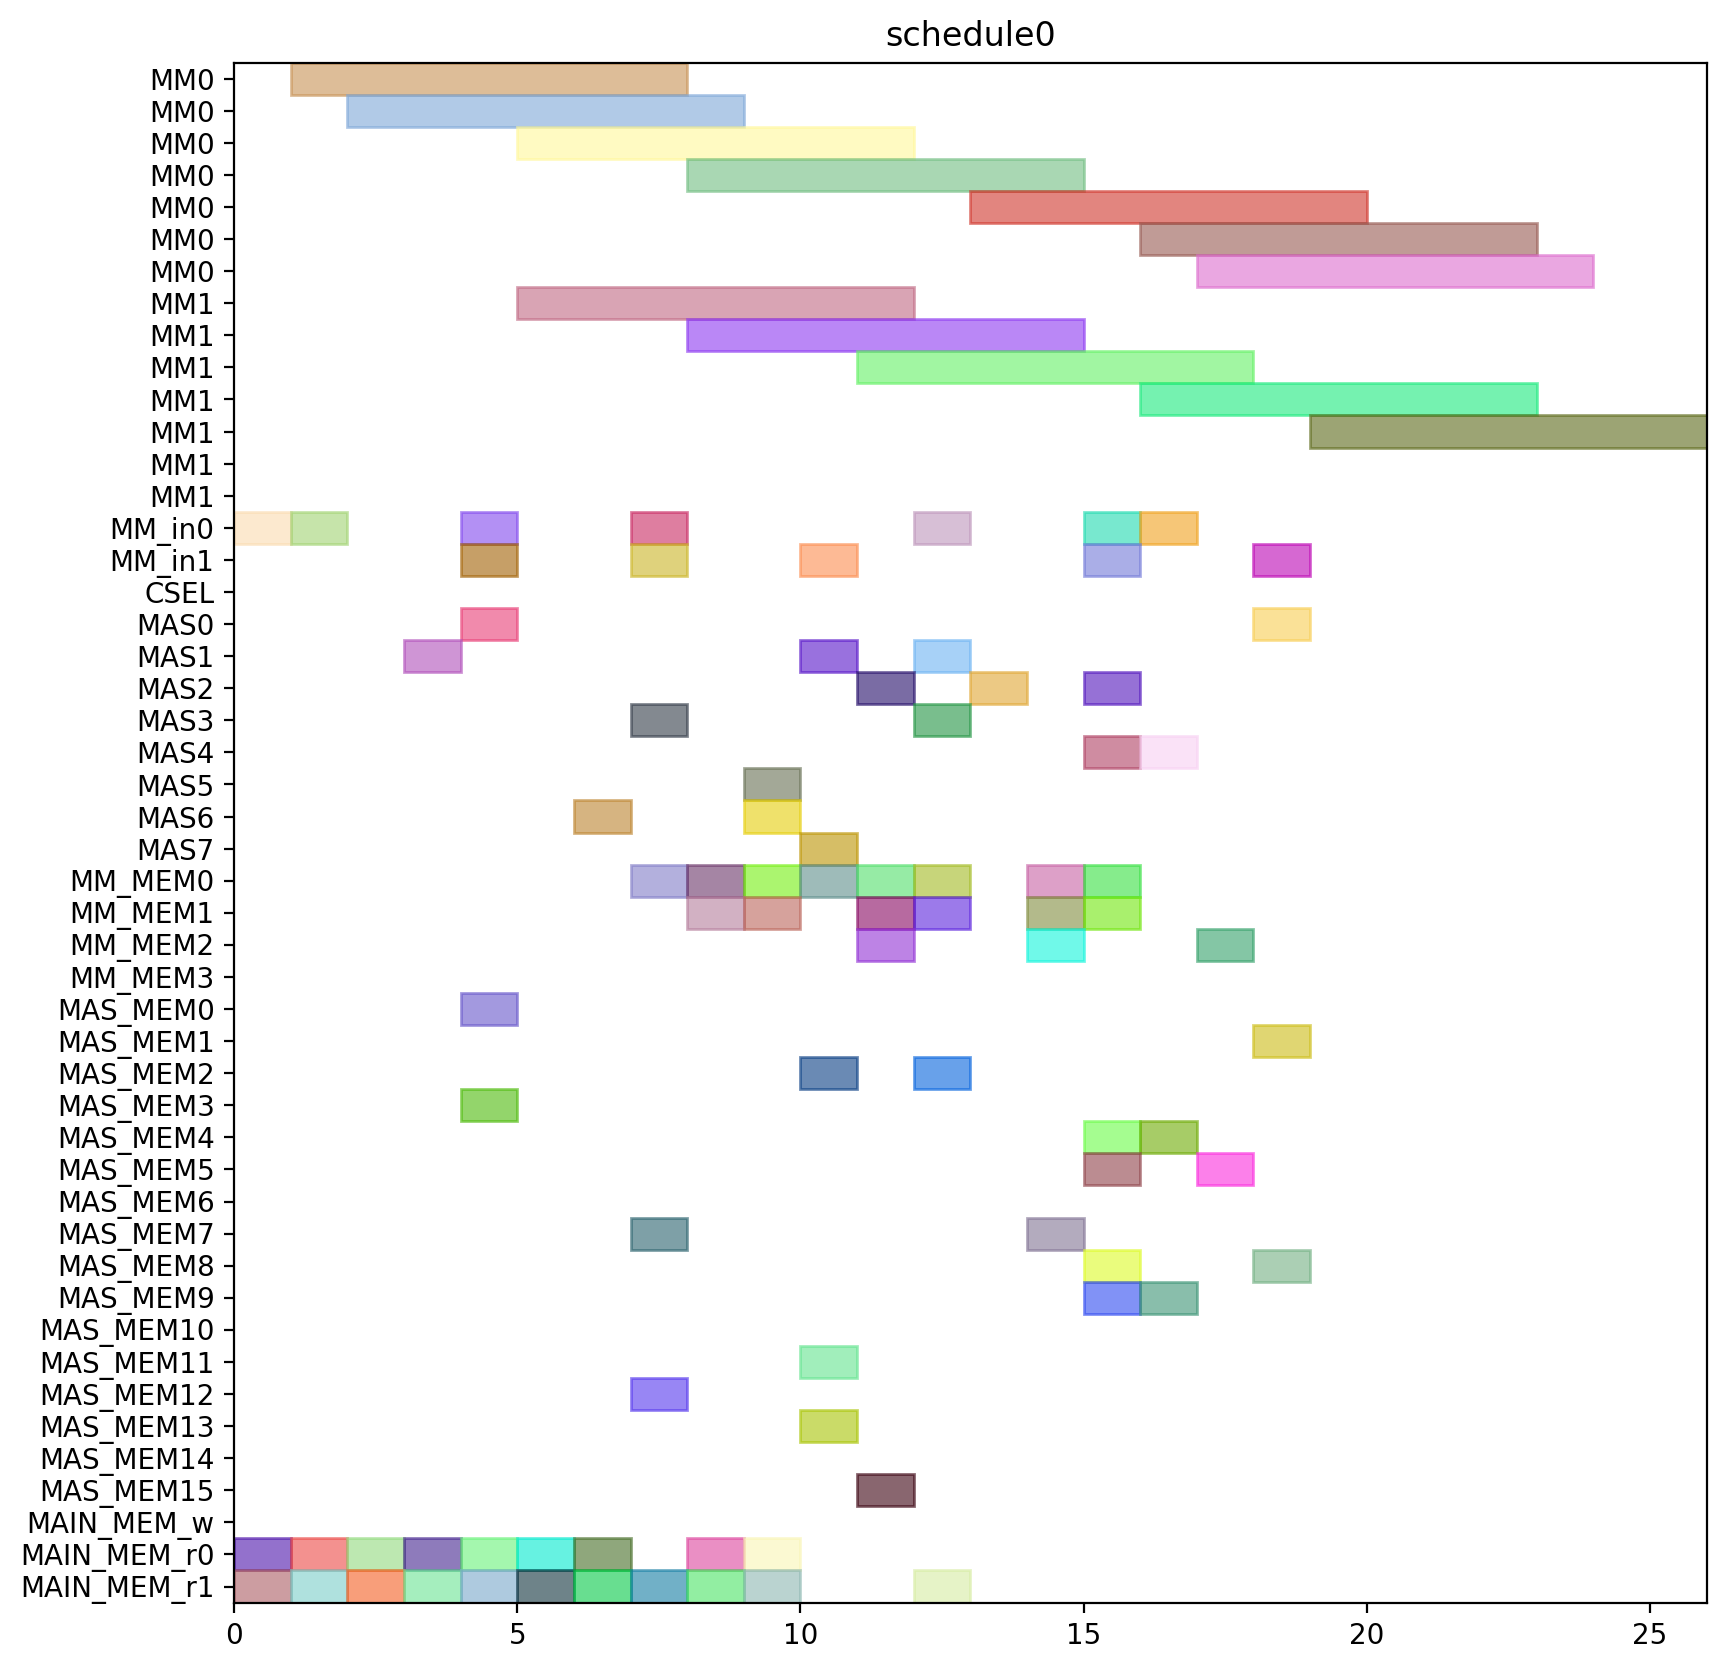 schedule0
MM0
MM0
MM0
MM0
MM0
MM0
MM0
MM1
MM1
MM1
MM1
MM1
MM1
MM1
MM_in0
MM_in1
CSEL
MAS0
MAS1
MAS2
MAS3
MAS4
MAS5
MAS6
MAS7
MM_MEM0
MM_MEM1
MM_MEM2
MM_MEM3
MAS_MEM0
MAS_MEM1
MAS_MEM2
MAS_MEM3
MAS_MEM4
MAS_MEM5
MAS_MEM6
MAS_MEM7
MAS_MEM8
MAS_MEM9
MAS_MEM10
MAS_MEM11
MAS_MEM12
MAS_MEM13
MAS_MEM14
MAS_MEM15
MAIN_MEM_w
MAIN_MEM_r0
MAIN_MEM_r1
0 5 10 15 20 25